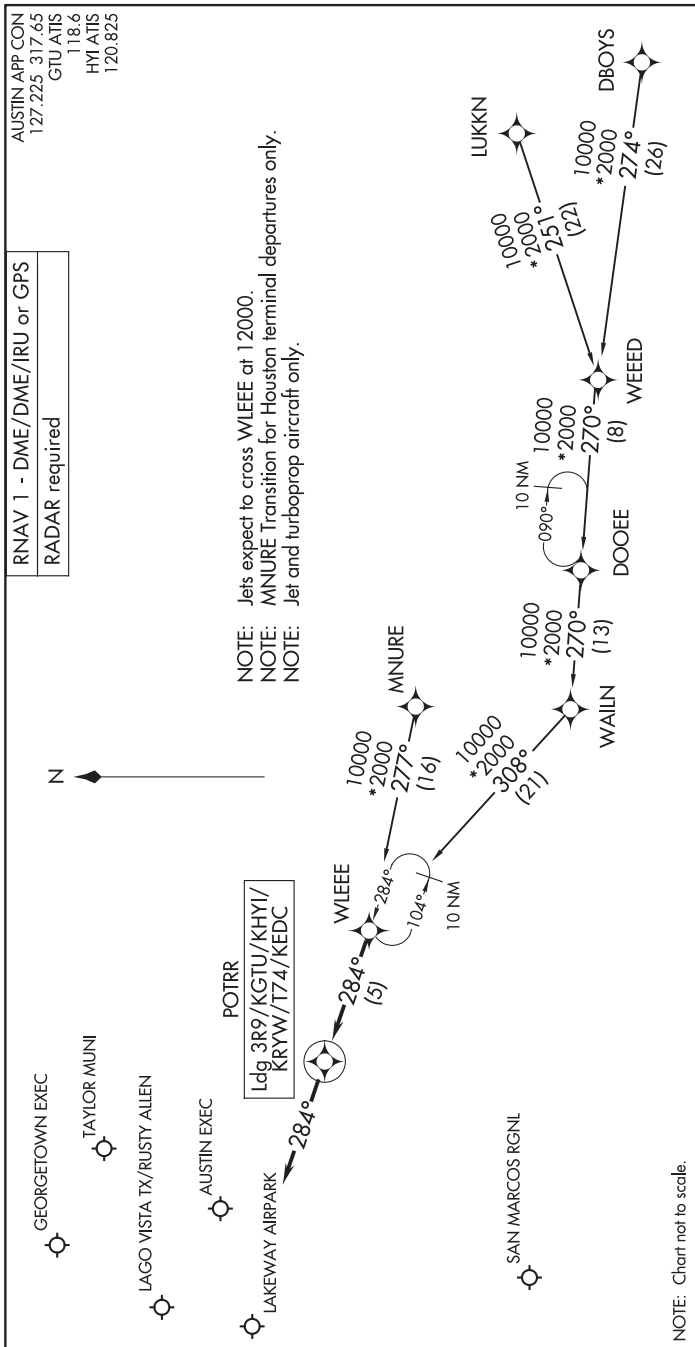 RNAV 1 - DME/DME/IRU or GPS
RADAR required
AUSTIN APP CON
127.225 317.65
GTU ATIS
118.6
HYI ATIS
120.825
GEORGETOWN EXEC
TAYLOR MUNI
LAGO VISTA TX/RUSTY ALLEN
AUSTIN EXEC
LAKEWAY AIRPARK
SAN MARCOS RGNL
N
NOTE: Jets expect to cross WLEEE at 12000.
NOTE: MNURE Transition for Houston terminal departures only.
NOTE: Jet and turboprop aircraft only.
POTRR
Ldg 3R9/KGTU/KHYI/
KRYW/T74/KEDC
284°
284°
(5)
WLEEE
284°
104°
10 NM
10000
*2000
277°
(16)
MNURE
10000
*2000
308°
(21)
WAILN
10000
*2000
270°
(13)
DOOEE
090°
10 NM
10000
*2000
270°
(8)
WEEED
LUKKN
10000
*2000
251°
(22)
DBOYS
10000
*2000
274°
(26)
NOTE: Chart not to scale.